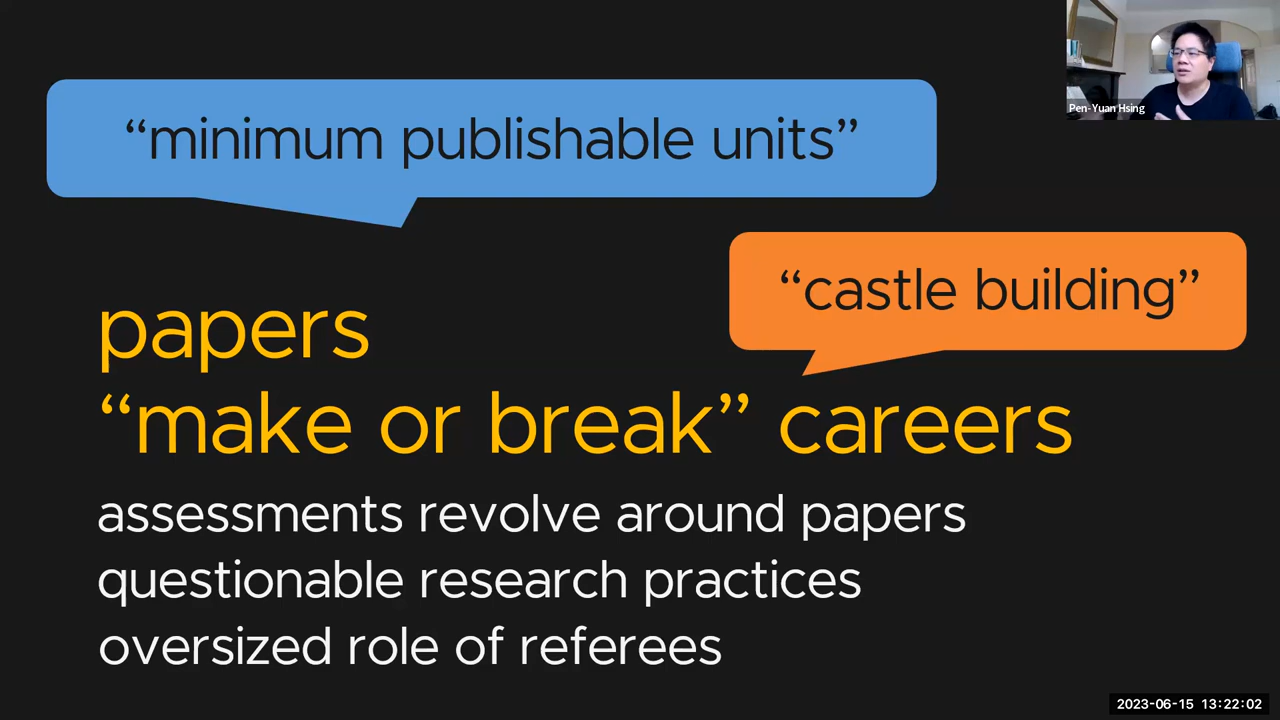 “minimum publishable units”
Pen-Yuan Hsing
“castle building”
papers
“make or break” careers
assessments revolve around papers
questionable research practices
oversized role of referees
2023-06-15 13:22:02